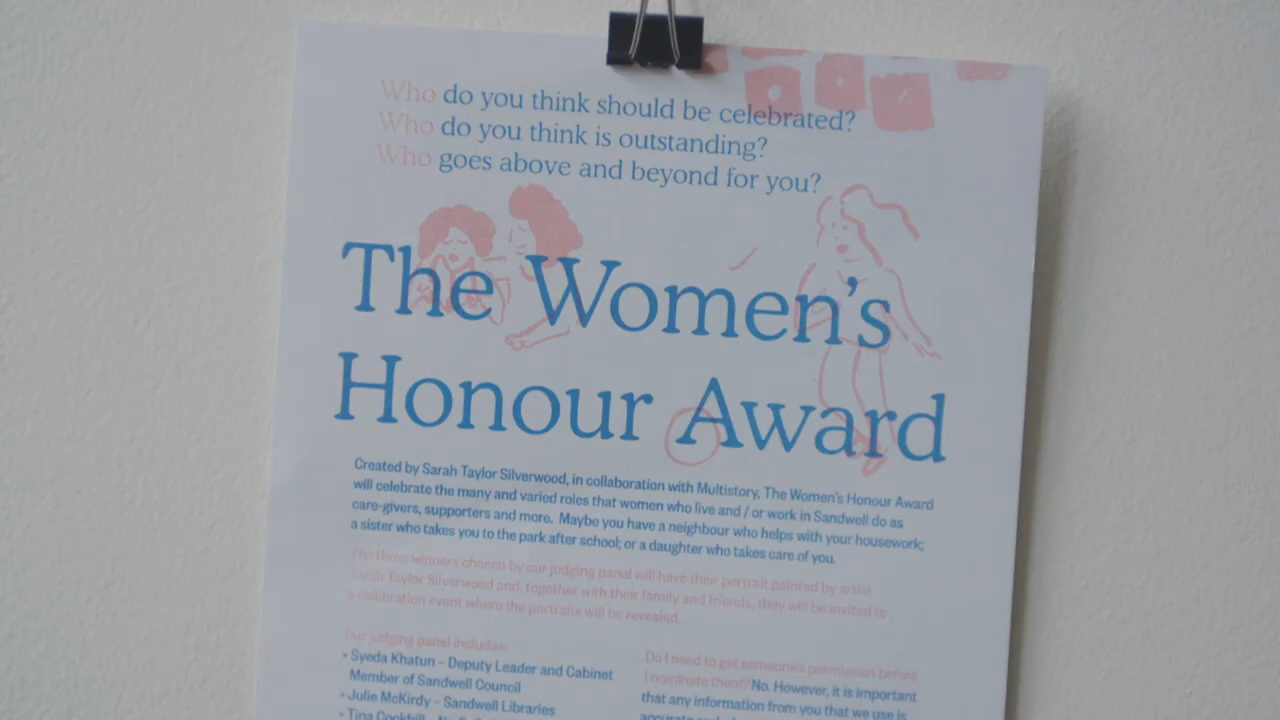 Who do you think should be celebrated?
Who do you think is outstanding?
Who goes above and beyond for you?
The Women's
Honour Award
Created by Sarah Taylor Silverwood, in collaboration with Multistory, The Women's Honour Award
will celebrate the many and varied roles that women who live and / or work in Sandwell do as
care-givers, supporters and more. Maybe you have a neighbour who helps with your housework;
a sister who takes you to the park after school; or a daughter who takes care of you.
The three winners chosen by our judging panel will have their portrait painted by artist
Sarah Taylor Silverwood and, together with their family and friends, they will be invited to
a celebration event where the portraits will be revealed.
Our judging panel includes:
• Syeda Khatun – Deputy Leader and Cabinet
Member of Sandwell Council
• Julie McKirdy – Sandwell Libraries
• Tina
Do I need to get someone's permission before
I nominate them? No. However, it is important
that any information from you that we use is
accurate